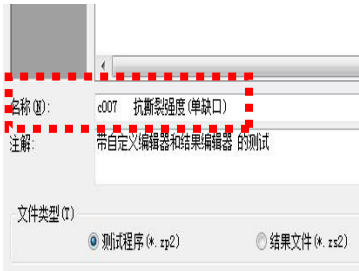 名称(N): c007 抗撕裂强度(单缺口)
注解: 带自定义编辑器和结果编辑器 的测试
文件类型(T)
测试程序(*.zp2) 结果文件(*.zs2)